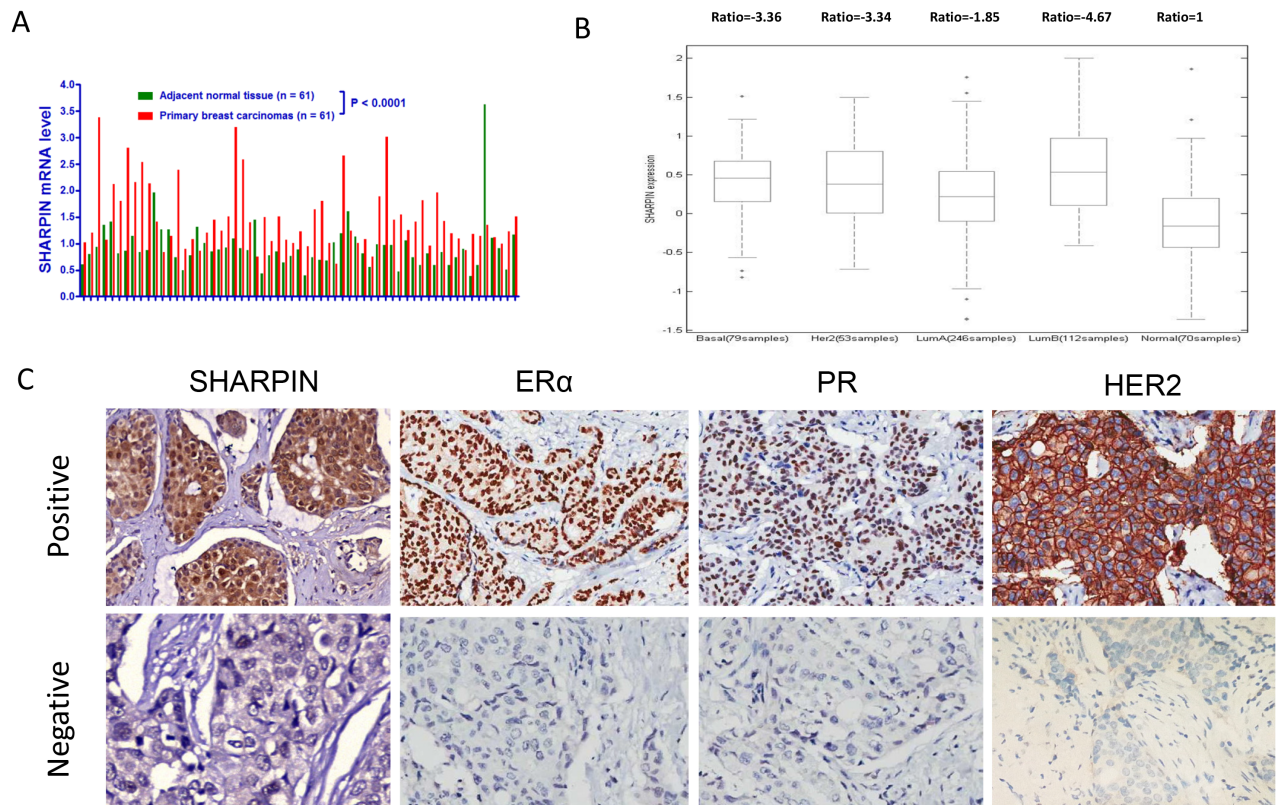 A
SHARPIN mRNA level
4.0
3.5
3.0
2.5
2.0
1.5
1.0
0.5
0.0
Adjacent normal tissue (n = 61)
Primary breast carcinomas (n = 61)
P < 0.0001
B
Ratio=-3.36 Ratio=-3.34 Ratio=-1.85 Ratio=-4.67 Ratio=1
SHARPIN expression
2
1.5
1
0.5
0
-0.5
-1
-1.5
Basal(79samples) Her2(53samples) LumA(246samples) LumB(112samples) Normal(70samples)
C
SHARPIN ERα PR HER2
Positive
Negative